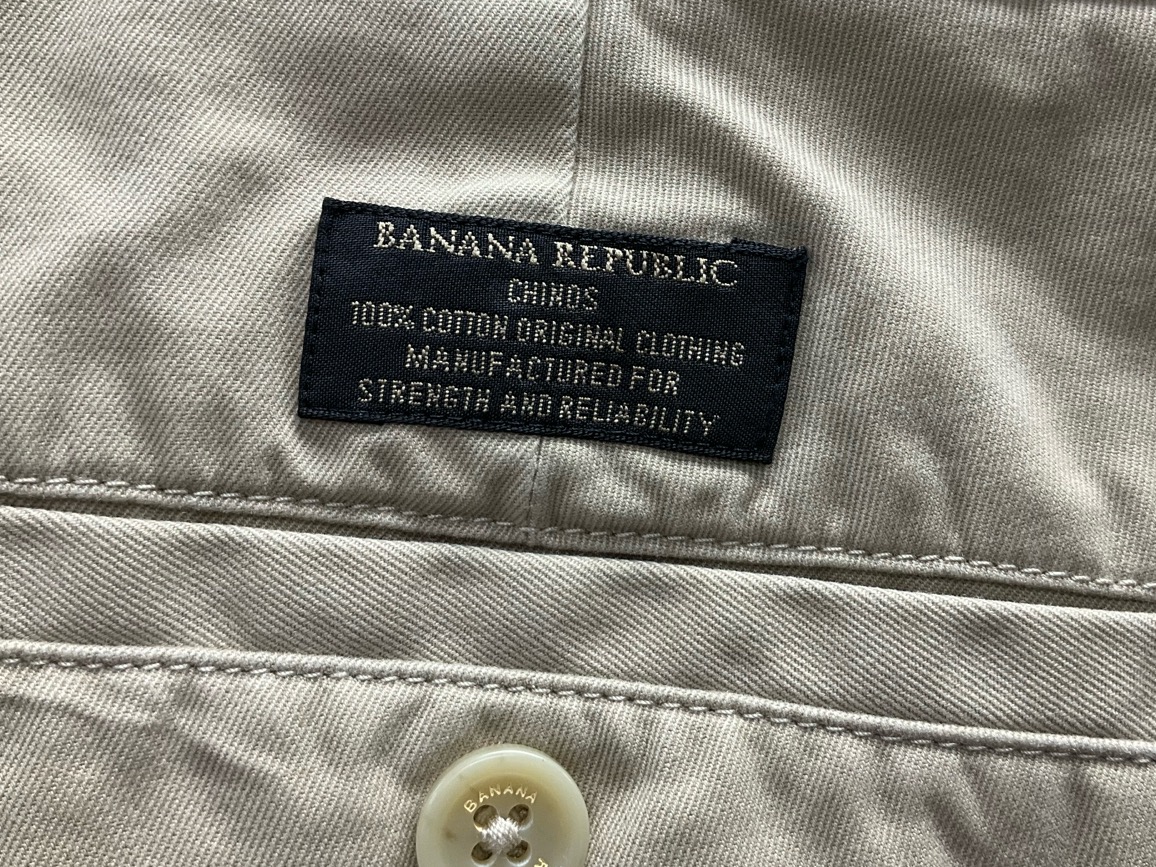 BANANA REPUBLIC
CHINOS
100% COTTON ORIGINAL CLOTHING
MANUFACTURED FOR
STRENGTH AND RELIABILITY
BANANA
R